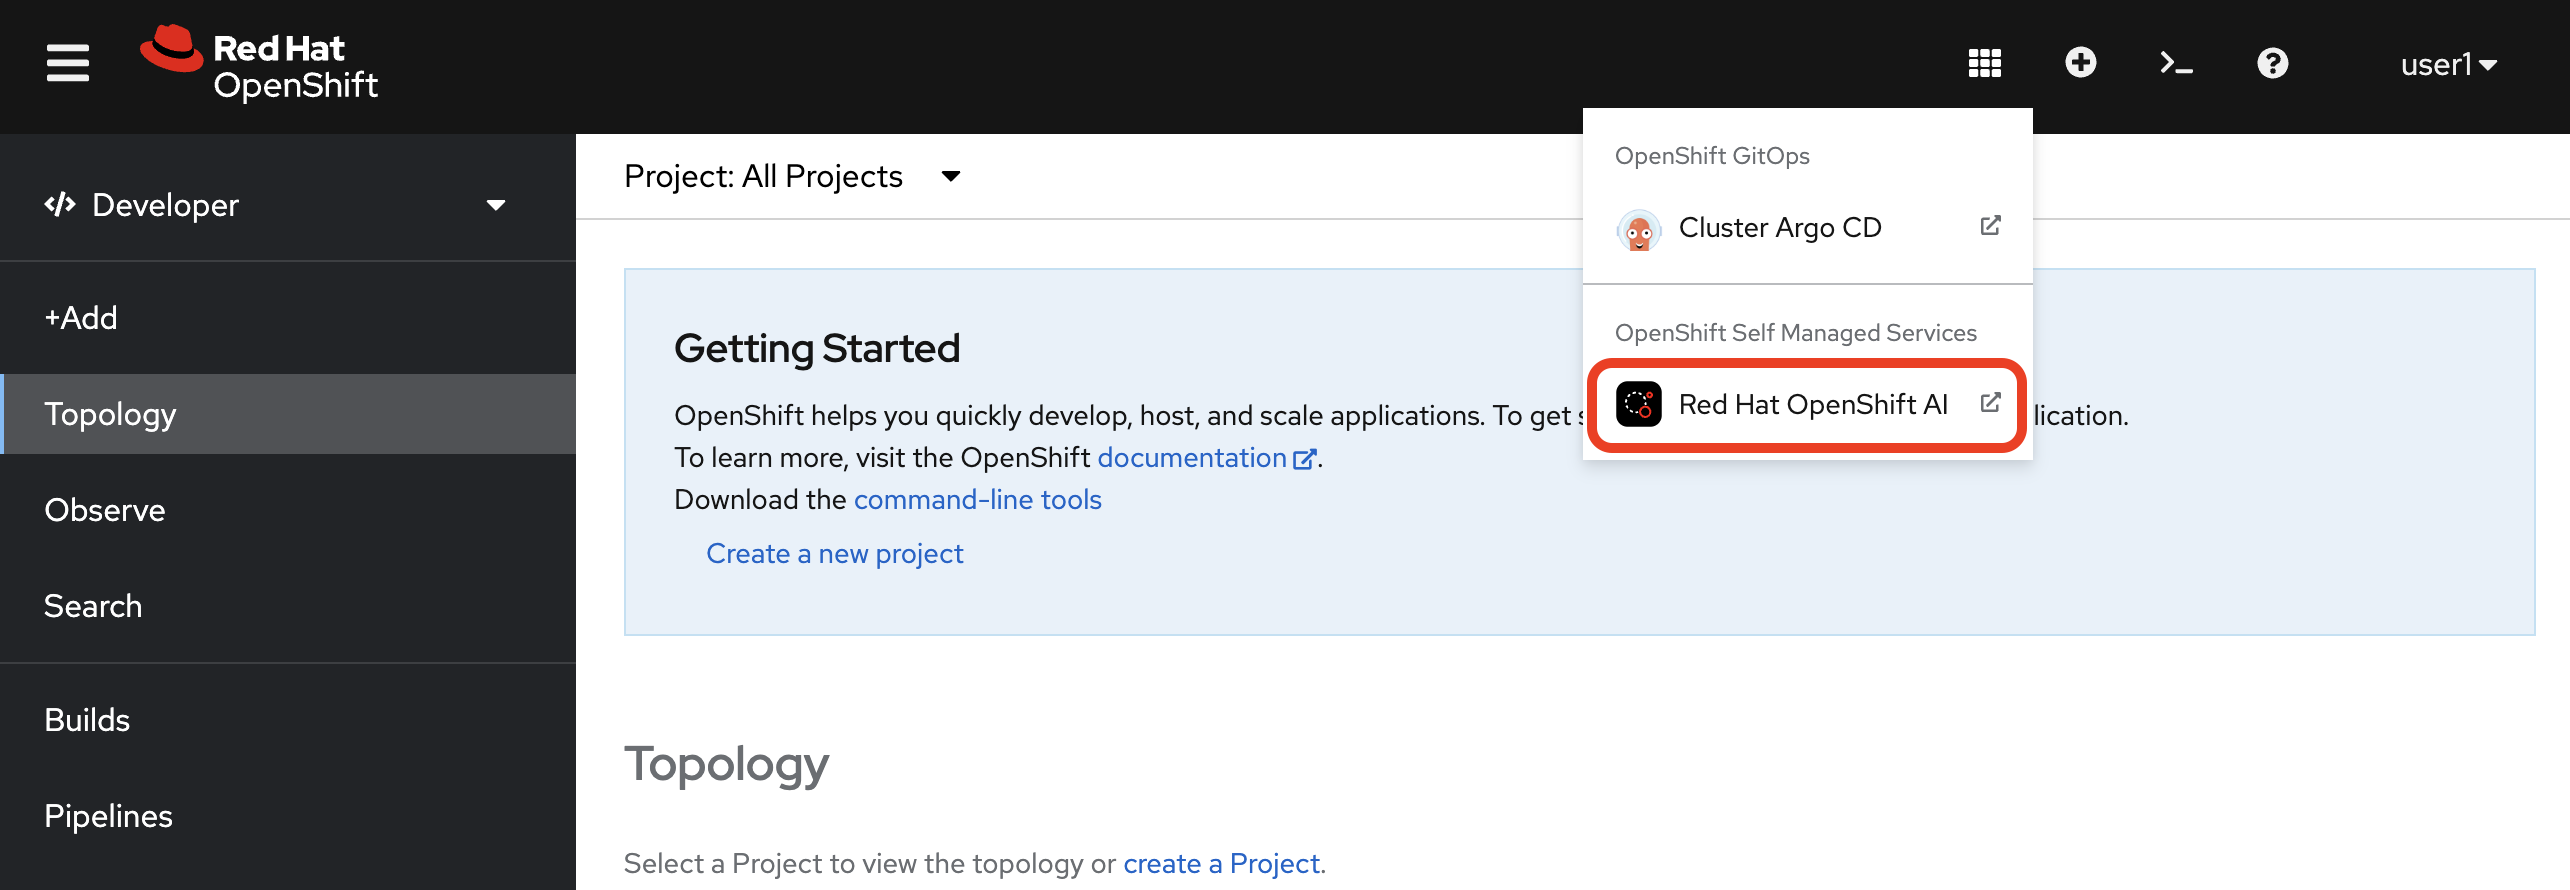 Red Hat
OpenShift
user1
Developer
+Add
Topology
Observe
Search
Builds
Pipelines
Project: All Projects
OpenShift GitOps
Cluster Argo CD
OpenShift Self Managed Services
Red Hat OpenShift AI
Getting Started
OpenShift helps you quickly develop, host, and scale applications. To get lication.
To learn more, visit the OpenShift documentation.
Download the command-line tools
Create a new project
Topology
Select a Project to view the topology or create a Project.